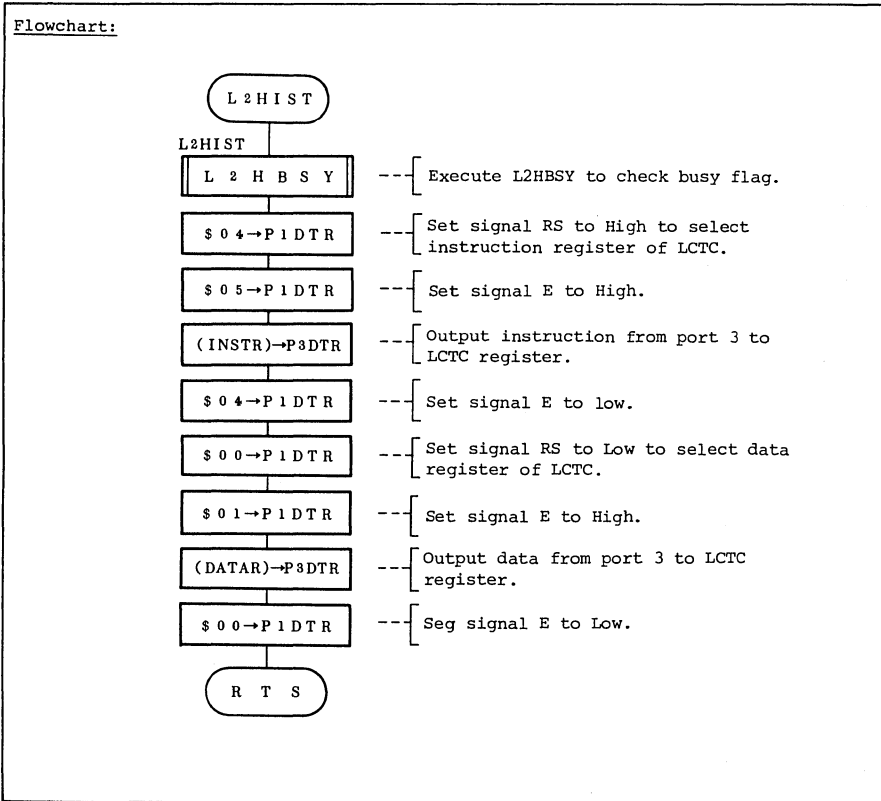 Flowchart:
L2HIST
L2HIST
L2HBSY
Execute L2HBSY to check busy flag.
$04→P1DTR
Set signal RS to High to select
instruction register of LCTC.
$05→P1DTR
Set signal E to High.
(INSTR)→P3DTR
Output instruction from port 3 to
LCTC register.
$04→P1DTR
Set signal E to low.
$00→P1DTR
Set signal RS to Low to select data
register of LCTC.
$01→P1DTR
Set signal E to High.
(DATAR)→P3DTR
Output data from port 3 to LCTC
register.
$00→P1DTR
Seg signal E to Low.
RTS